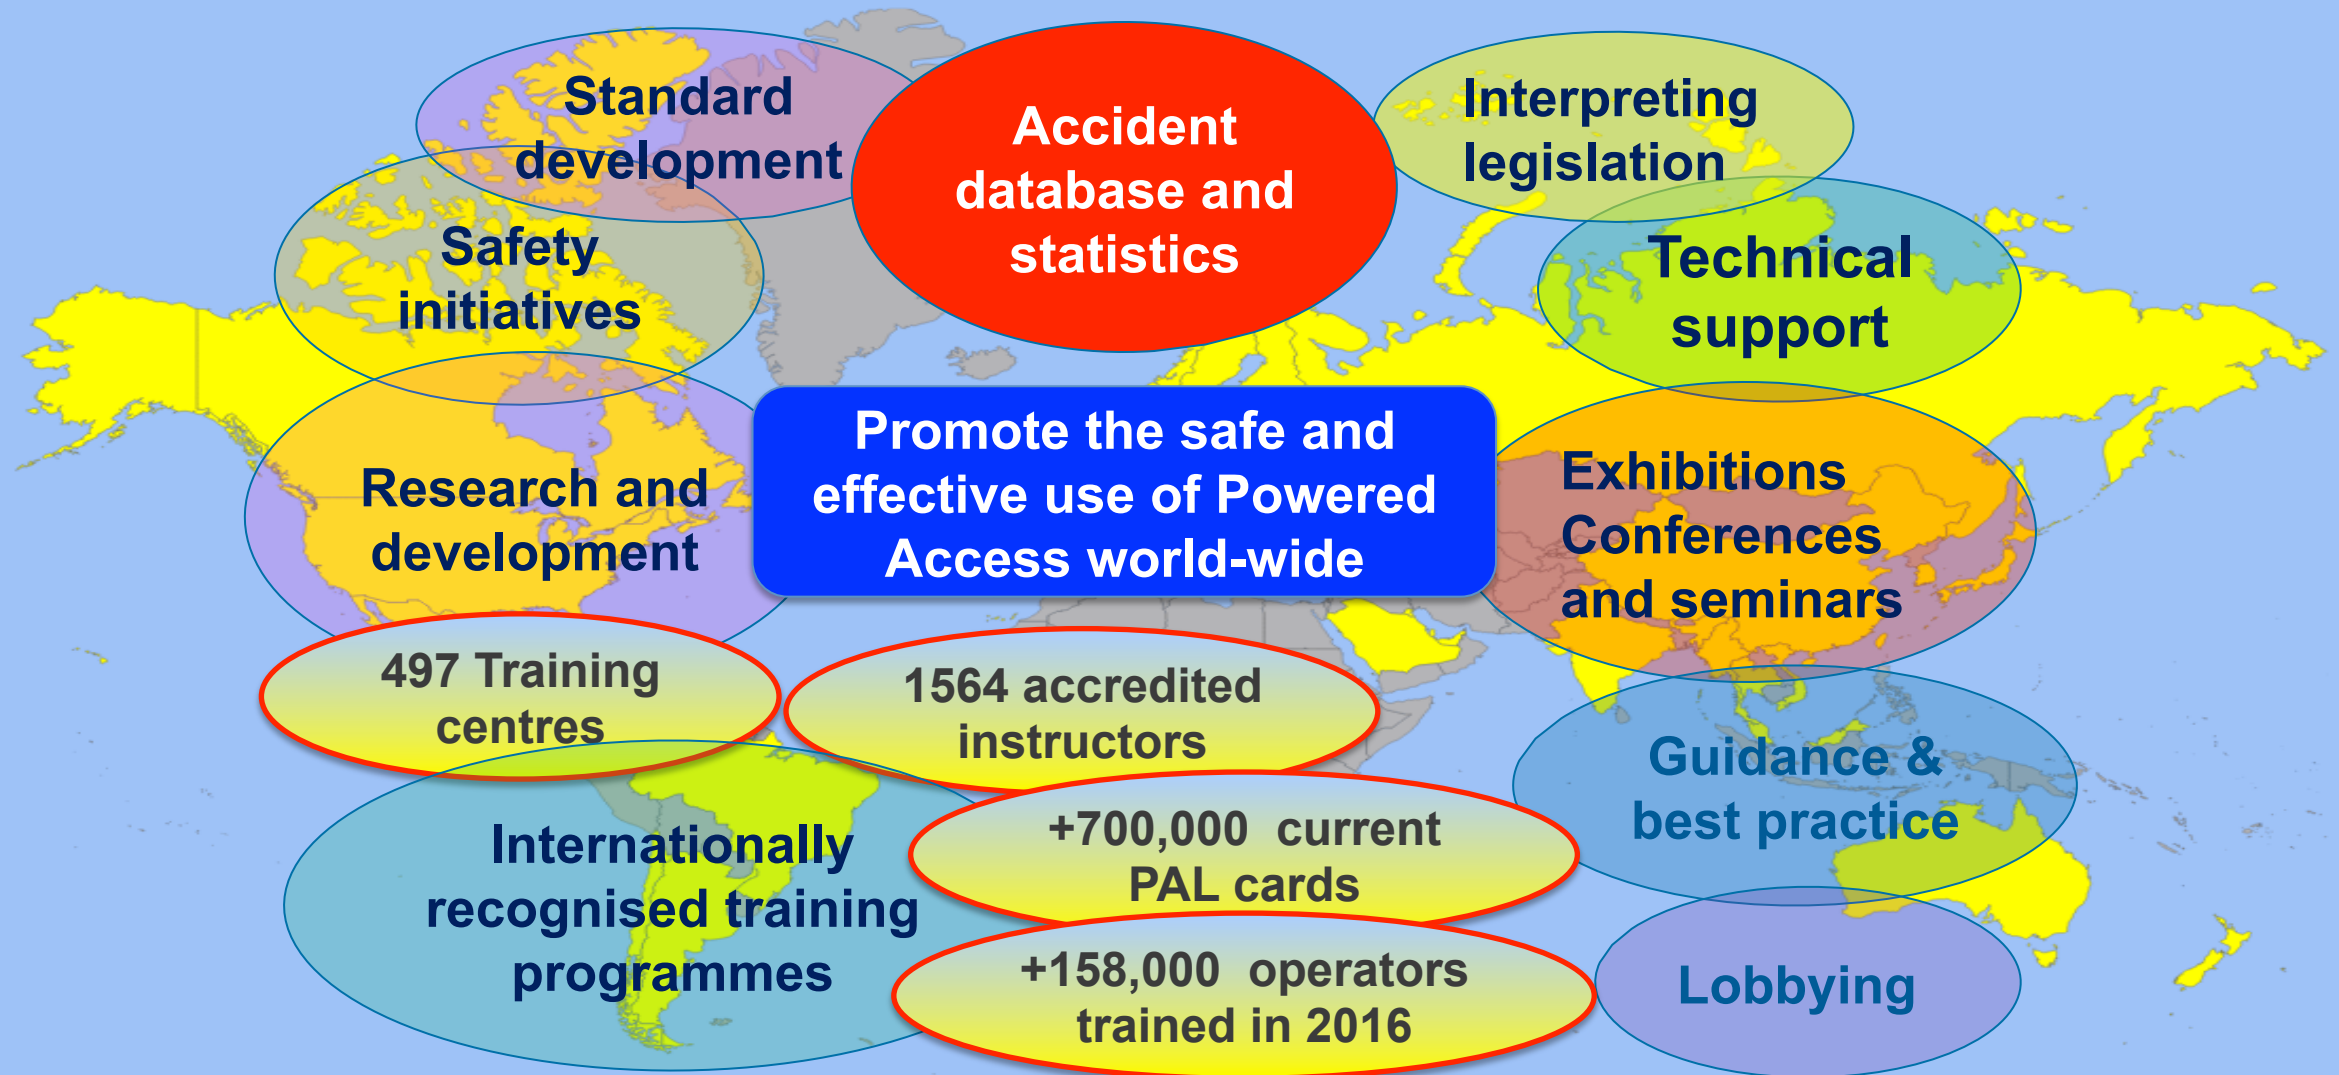 Standard
development
Accident
database and
statistics
Interpreting
legislation
Safety
initiatives
Technical
support
Promote the safe and
effective use of Powered
Access world-wide
Research and
development
Exhibitions
Conferences
and seminars
497 Training
centres
1564 accredited
instructors
Guidance &
best practice
Internationally
recognised training
programmes
+700,000  current
PAL cards
+158,000  operators
trained in 2016
Lobbying